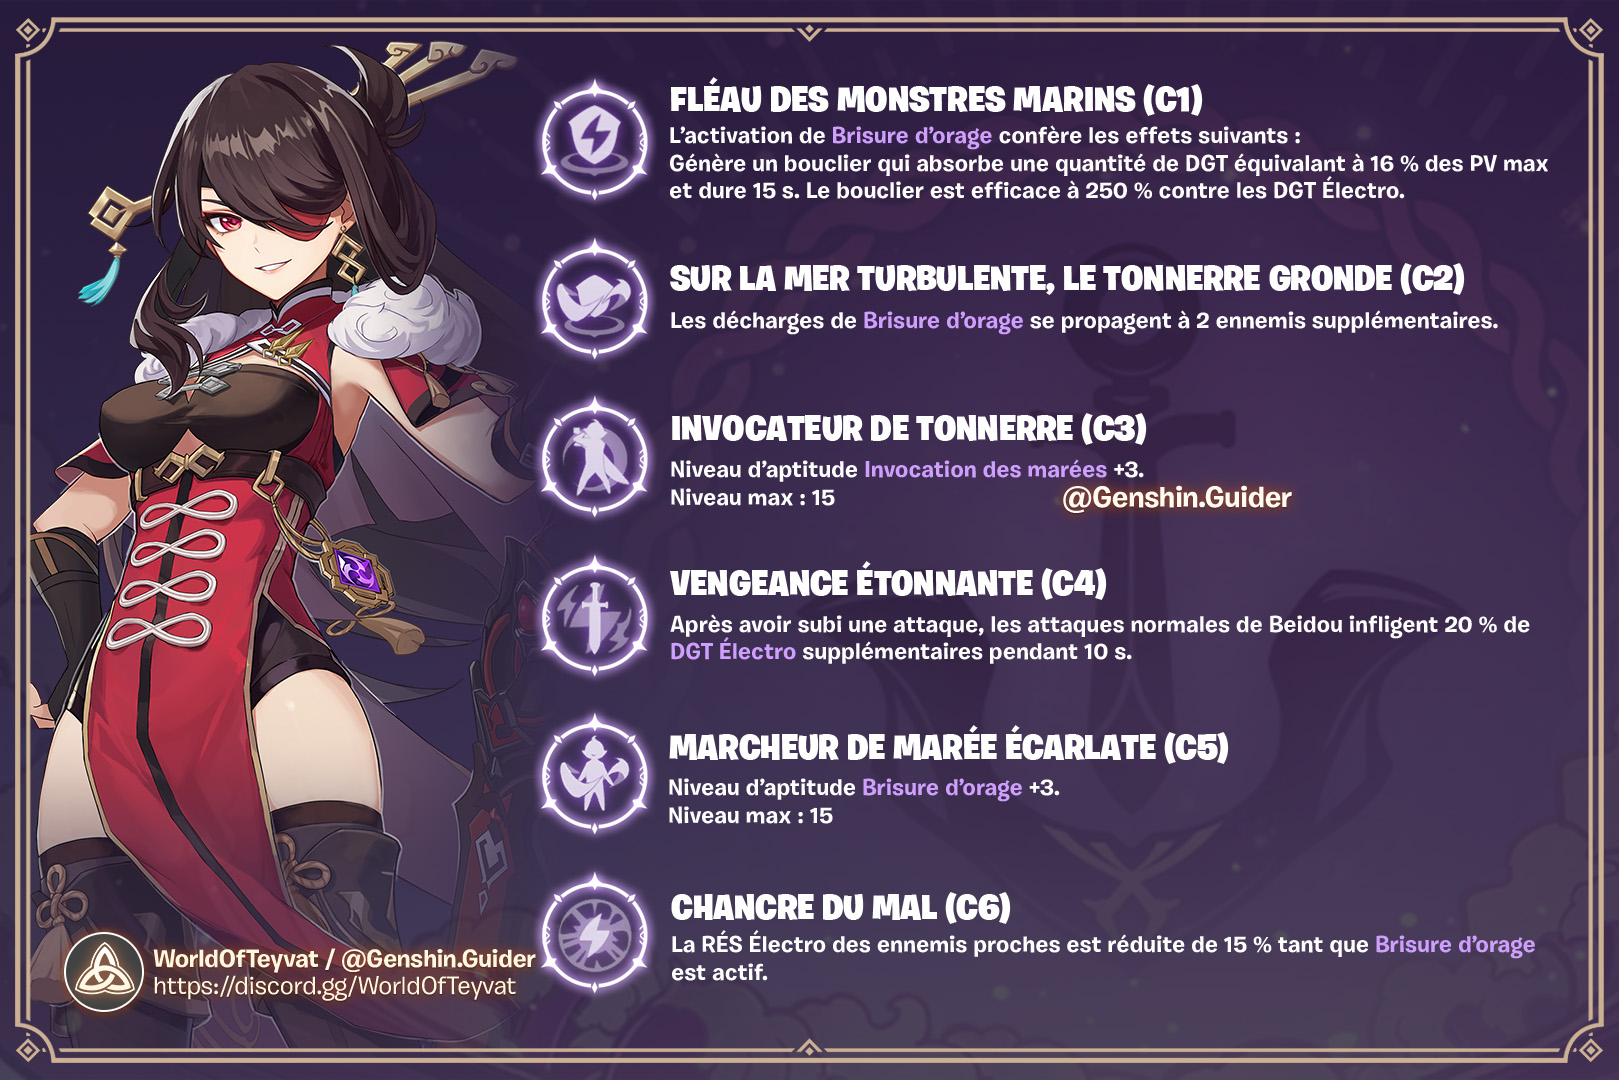 FLÉAU DES MONSTRES MARINS (C1)
L'activation de Brisure d'orage confère les effets suivants :
Génère un bouclier qui absorbe une quantité de DGT équivalant à 16 % des PV max
et dure 15 s. Le bouclier est efficace à 250 % contre les DGT Électro.
SUR LA MER TURBULENTE, LE TONNERRE GRONDE (C2)
Les décharges de Brisure d'orage se propagent à 2 ennemis supplémentaires.
INVOCATEUR DE TONNERRE (C3)
Niveau d'aptitude Invocation des marées +3.
Niveau max : 15
@Genshin.Guider
VENGEANCE ÉTONNANTE (C4)
Après avoir subi une attaque, les attaques normales de Beidou infligent 20 % de
DGT Électro supplémentaires pendant 10 s.
MARCHEUR DE MARÉE ÉCARLATE (C5)
Niveau d'aptitude Brisure d'orage +3.
Niveau max : 15
CHANCRE DU MAL (C6)
La RÉS Électro des ennemis proches est réduite de 15 % tant que Brisure d'orage
est actif.
WorldOfTeyvat / @Genshin.Guider
https://discord.gg/WorldOfTeyvat